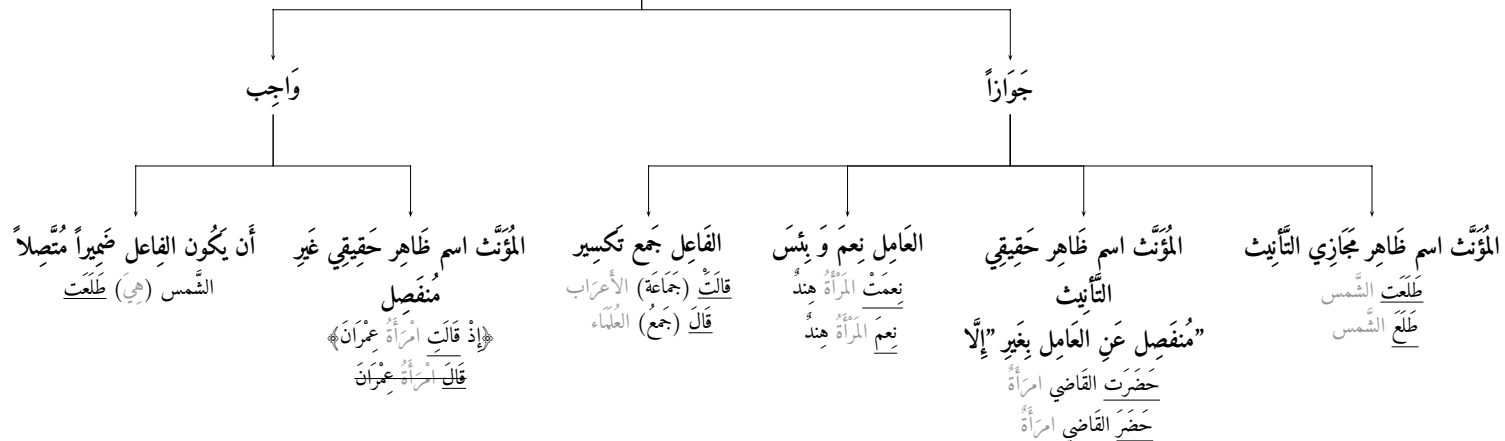 جَوَازاً
وَاجِب
المُؤَنَّث اسم ظَاهِر مَجَازِي التَّأنِيث
طَلَعَت الشَّمس
طَلَعَ الشَّمس
المُؤَنَّث اسم ظَاهِر حَقِيقِي
التَّأنِيث
”مُنفَصِل عَنِ العَامِل بِغَيرِ ”إِلَّا
حَضَرَت القَاضي امرَأَةٌ
حَضَرَ القَاضي امرَأَةٌ
العَامِل نِعمَ وَ بِئسَ
نِعمَتْ المَرْأَةُ هِندٌ
نِعمَ المَرْأَةُ هِندٌ
الفَاعِل جَمع تَكسِير
قَالَتْ (جَمَاعَة) الأَعرَاب
قَالَ (جَمعُ) العُلَمَاء
المُؤَنَّث اسم ظَاهِر حَقِيقِي غَيرِ
مُنفَصِل
﴿إِذْ قَالَتِ امْرَأَةُ عِمْرَانَ﴾
قَالَ امْرَأَةُ عِمْرَانَ
أَن يَكُون الفِاعل ضَمِيراً مُتَّصِلاً
الشَّمس (هِيَ) طَلَعَت